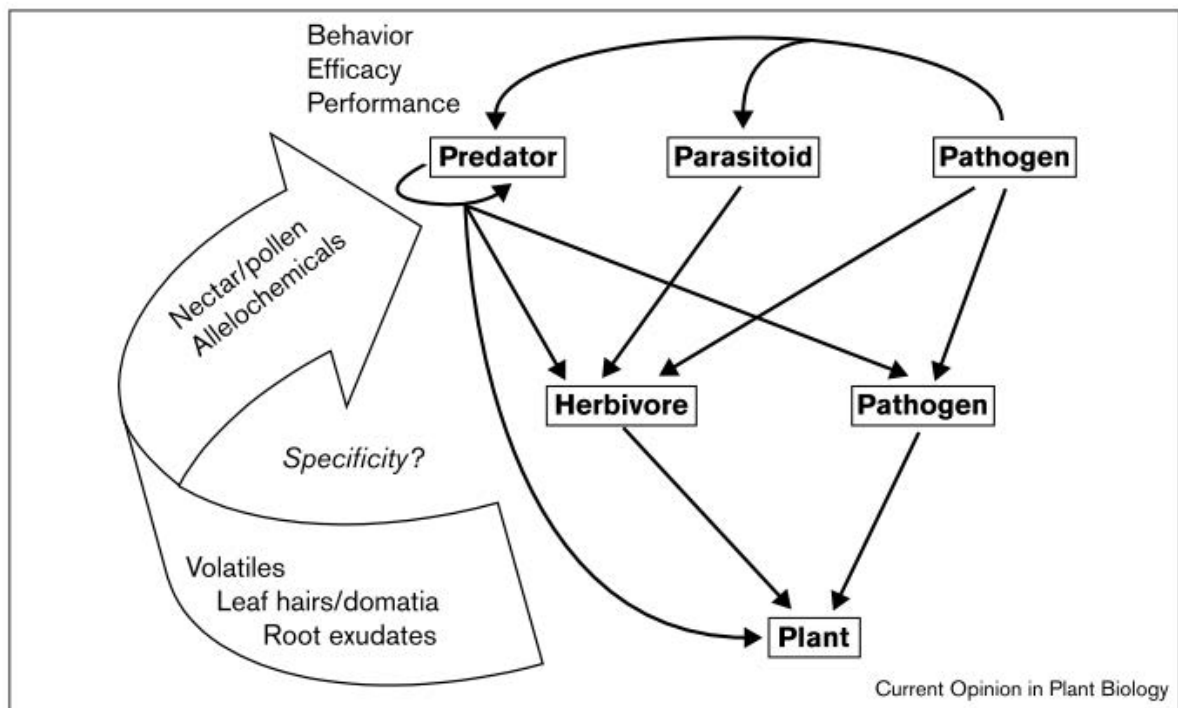 Behavior
Efficacy
Performance
Predator
Parasitoid
Pathogen
Nectar/pollen
Allelochemicals
Herbivore
Pathogen
Specificity?
Volatiles
Leaf hairs/domatia
Root exudates
Plant
Current Opinion in Plant Biology